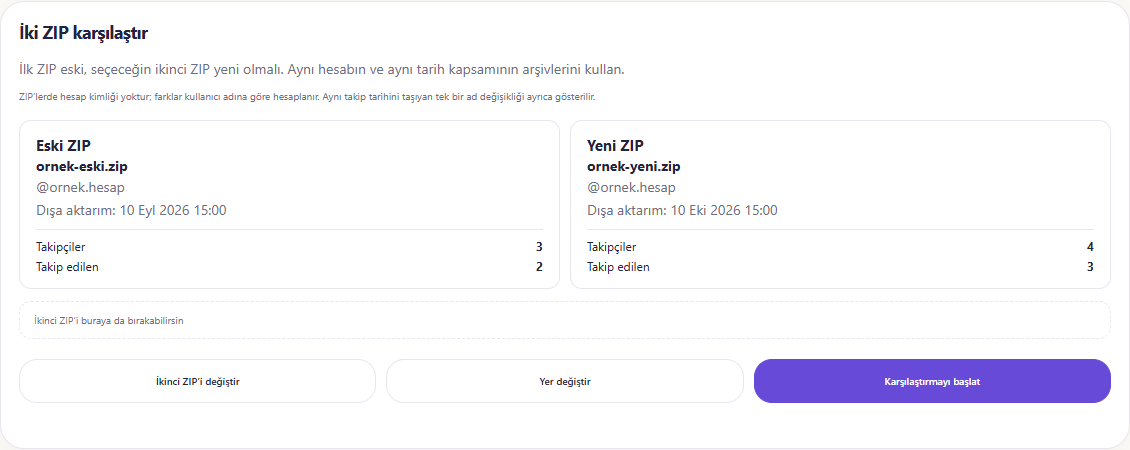 İki ZIP karşılaştır
İlk ZIP eski, seçeceğin ikinci ZIP yeni olmalı. Aynı hesabın ve aynı tarih kapsamının arşivlerini kullan.
ZIP'lerde hesap kimliği yoktur; farklar kullanıcı adına göre hesaplanır. Aynı takip tarihini taşıyan tek bir ad değişikliği ayrıca gösterilir.
Eski ZIP
ornek-eski.zip
@ornek.hesap
Dışa aktarım: 10 Eyl 2026 15:00
Takipçiler 3
Takip edilen 2
Yeni ZIP
ornek-yeni.zip
@ornek.hesap
Dışa aktarım: 10 Eki 2026 15:00
Takipçiler 4
Takip edilen 3
İkinci ZIP'i buraya da bırakabilirsin
İkinci ZIP'i değiştir
Yer değiştir
Karşılaştırmayı başlat